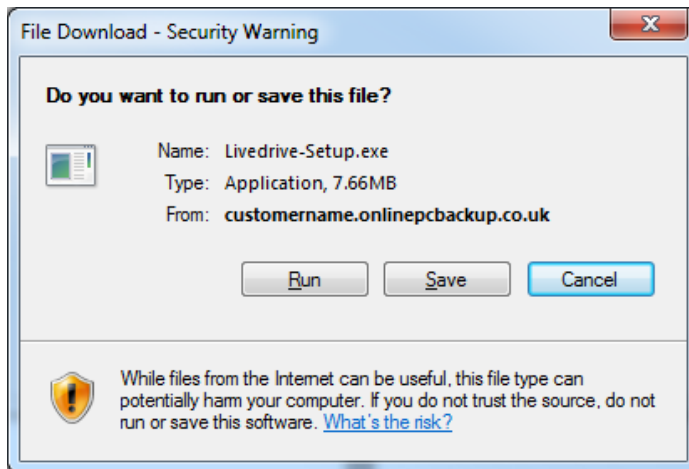 File Download - Security Warning
Do you want to run or save this file?
Name: Livedrive-Setup.exe
Type: Application, 7.66MB
From: customername.onlinepcbackup.co.uk
Run Save Cancel
While files from the Internet can be useful, this file type can
potentially harm your computer. If you do not trust the source, do not
run or save this software. What's the risk?